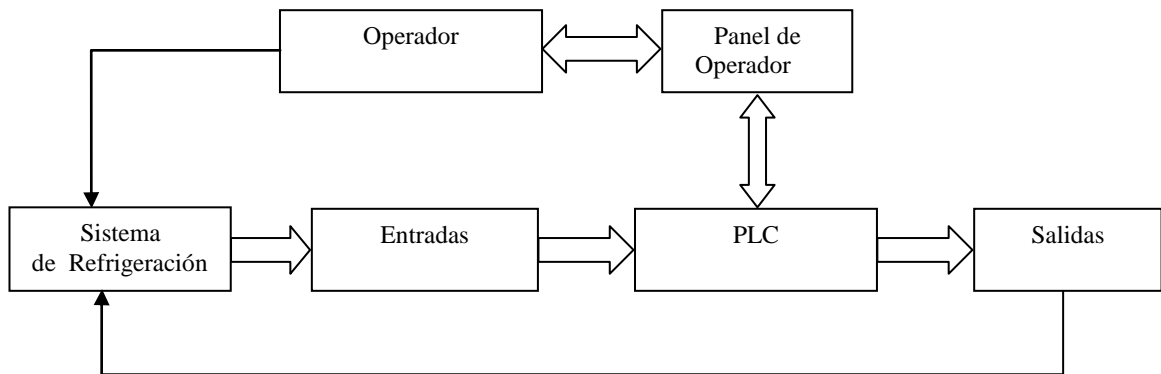 Operador
Panel de
Operador
Sistema
de Refrigeración
Entradas
PLC
Salidas